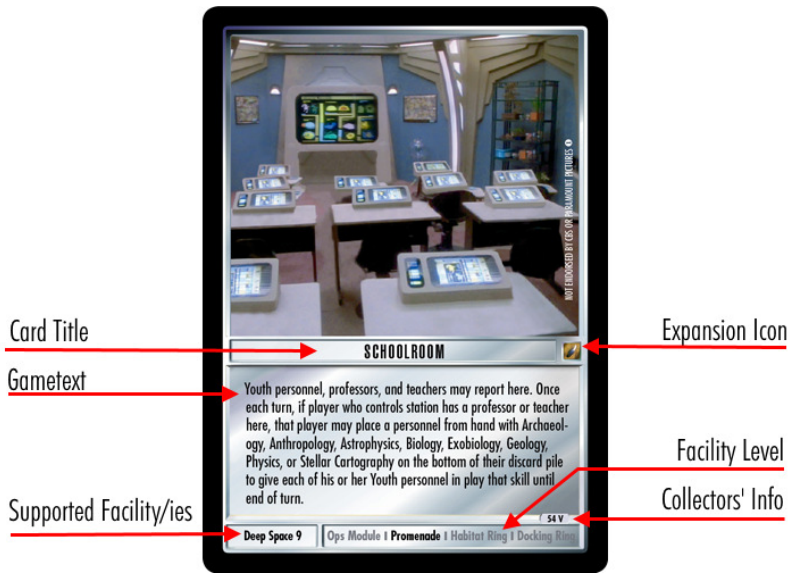 NOT ENDORSED BY CBS OR PARAMOUNT PICTURES
Card Title
Expansion Icon
SCHOOLROOM
Gametext
Youth personnel, professors, and teachers may report here. Once
each turn, if player who controls station has a professor or teacher
here, that player may place a personnel from hand with Archaeol-
ogy, Anthropology, Astrophysics, Biology, Exobiology, Geology,
Physics, or Stellar Cartography on the bottom of their discard pile
to give each of his or her Youth personnel in play that skill until
end of turn.
Facility Level
Collectors' Info
Supported Facility/ies
54 V
Deep Space 9
Ops Module I Promenade I Habitat Ring I Docking Ring